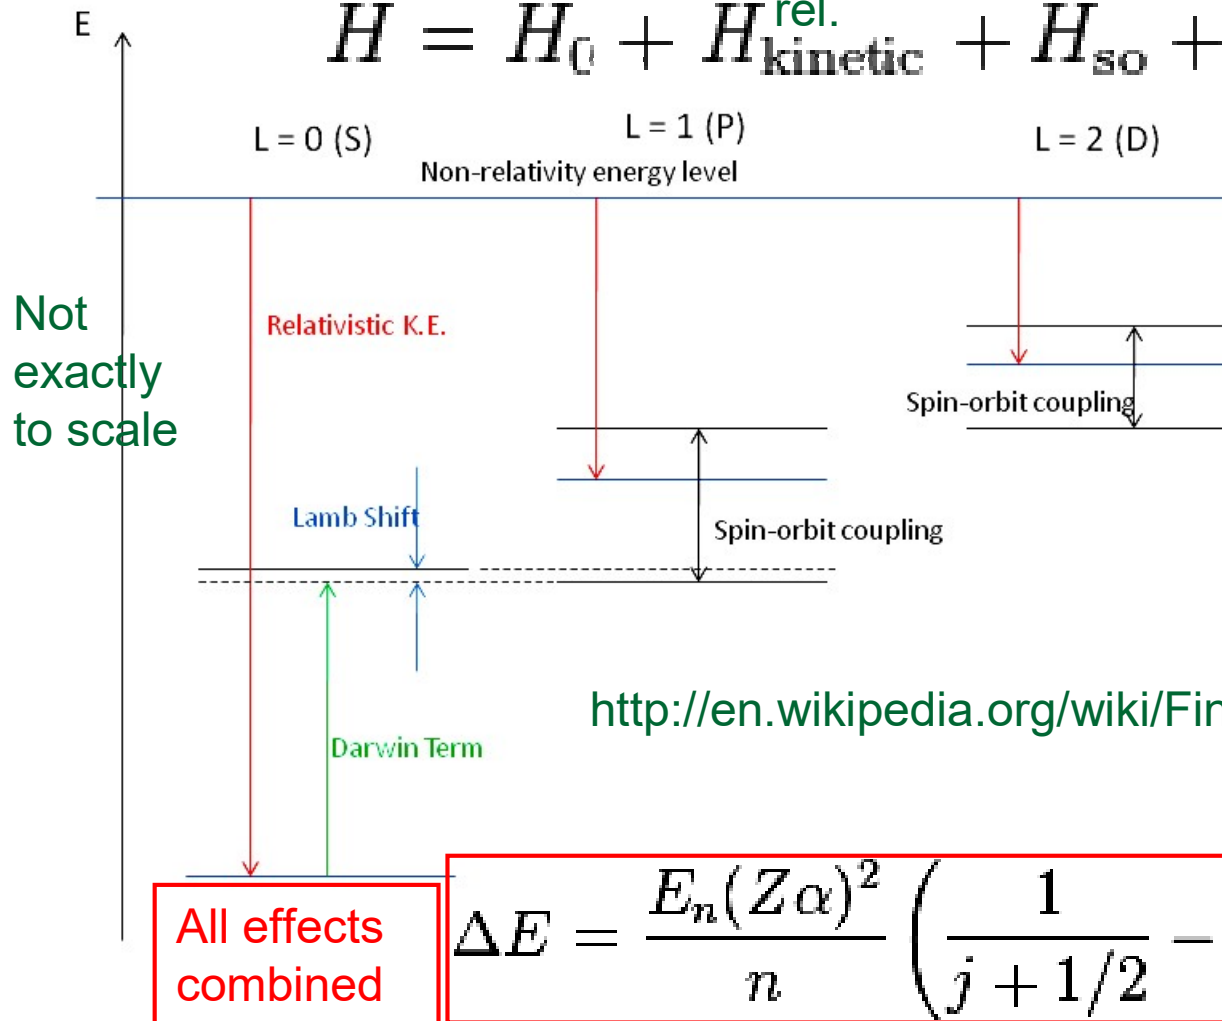 E
H = H₀ + H_kinetic^rel. + H_so +
L = 0 (S)
L = 1 (P)
L = 2 (D)
Non-relativity energy level
Not
exactly
to scale
Relativistic K.E.
Spin-orbit coupling
Lamb Shift
Spin-orbit coupling
http://en.wikipedia.org/wiki/Fin
Darwin Term
All effects
combined
ΔE = E_n(Zα)²/n ( 1/(j + 1/2) −